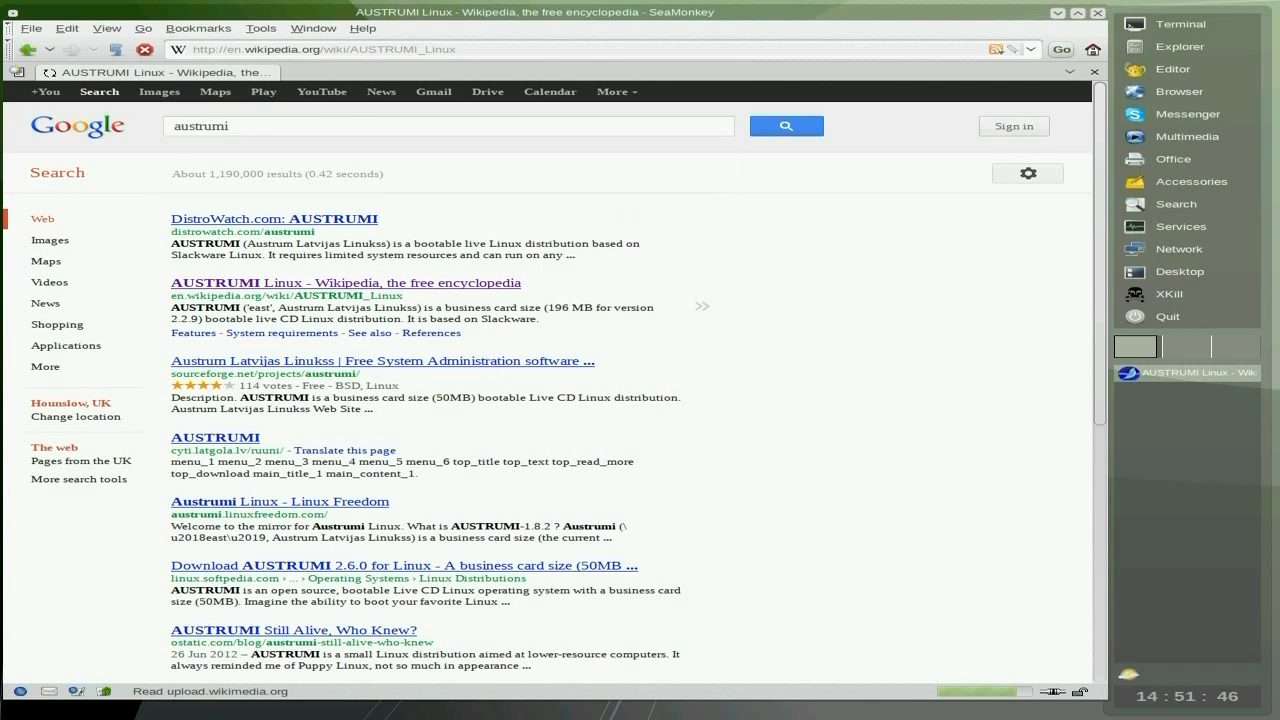 AUSTRUMI Linux - Wikipedia, the free encyclopedia - SeaMonkey
File Edit View Go Bookmarks Tools Window Help
W http://en.wikipedia.org/wiki/AUSTRUMI_Linux Go
AUSTRUMI Linux - Wikipedia, the...
+You Search Images Maps Play YouTube News Gmail Drive Calendar More
Google austrumi Sign in
Search About 1,190,000 results (0.42 seconds)
Web
Images
Maps
Videos
News
Shopping
Applications
More
Hounslow, UK
Change location
The web
Pages from the UK
More search tools
DistroWatch.com: AUSTRUMI
distrowatch.com/austrumi
AUSTRUMI (Austrum Latvijas Linukss) is a bootable live Linux distribution based on
Slackware Linux. It requires limited system resources and can run on any ...
AUSTRUMI Linux - Wikipedia, the free encyclopedia
en.wikipedia.org/wiki/AUSTRUMI_Linux
AUSTRUMI ('east', Austrum Latvijas Linukss) is a business card size (196 MB for version
2.2.9) bootable live CD Linux distribution. It is based on Slackware.
Features - System requirements - See also - References
Austrum Latvijas Linukss | Free System Administration software ...
sourceforge.net/projects/austrumi/
114 votes - Free - BSD, Linux
Description. AUSTRUMI is a business card size (50MB) bootable Live CD Linux distribution.
Austrum Latvijas Linukss Web Site ...
AUSTRUMI
cyti.latgola.lv/ruuni/ - Translate this page
menu_1 menu_2 menu_3 menu_4 menu_5 menu_6 top_title top_text top_read_more
top_download main_title_1 main_content_1.
Austrumi Linux - Linux Freedom
austrumi.linuxfreedom.com/
Welcome to the mirror for Austrumi Linux. What is AUSTRUMI-1.8.2 ? Austrumi (\
u2018east\u2019, Austrum Latvijas Linukss) is a business card size (the current ...
Download AUSTRUMI 2.6.0 for Linux - A business card size (50MB ...
linux.softpedia.com › ... › Operating Systems › Linux Distributions
AUSTRUMI is an open source, bootable Live CD Linux operating system with a business card
size (50MB). Imagine the ability to boot your favorite Linux ...
AUSTRUMI Still Alive, Who Knew?
ostatic.com/blog/austrumi-still-alive-who-knew
26 Jun 2012 – AUSTRUMI is a small Linux distribution aimed at lower-resource computers. It
always reminded me of Puppy Linux, not so much in appearance ...
Read upload.wikimedia.org
Terminal
Explorer
Editor
Browser
Messenger
Multimedia
Office
Accessories
Search
Services
Network
Desktop
XKill
Quit
AUSTRUMI Linux - Wiki
14 : 51 : 46